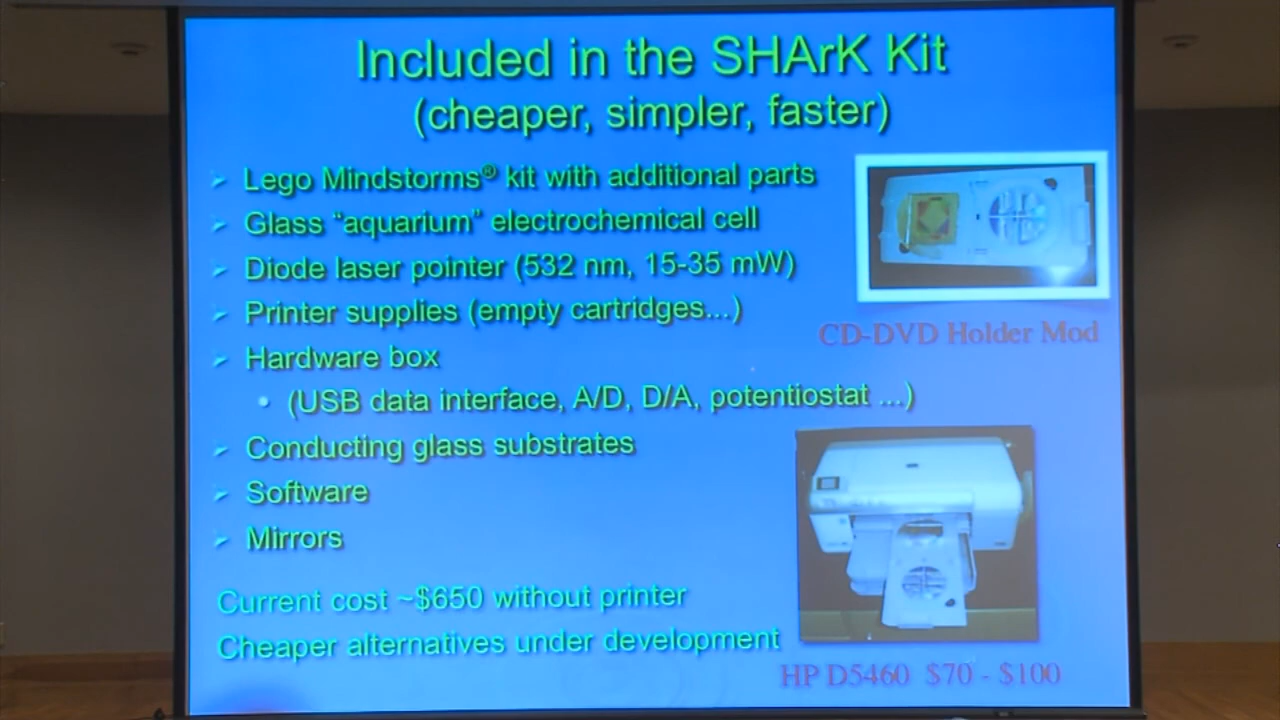 Included in the SHArK Kit
(cheaper, simpler, faster)
Lego Mindstorms® kit with additional parts
Glass “aquarium” electrochemical cell
Diode laser pointer (532 nm, 15-35 mW)
Printer supplies (empty cartridges...)
Hardware box
(USB data interface, A/D, D/A, potentiostat ...)
Conducting glass substrates
Software
Mirrors
Current cost ~$650 without printer
Cheaper alternatives under development
CD-DVD Holder Mod
HP D5460 $70 - $100